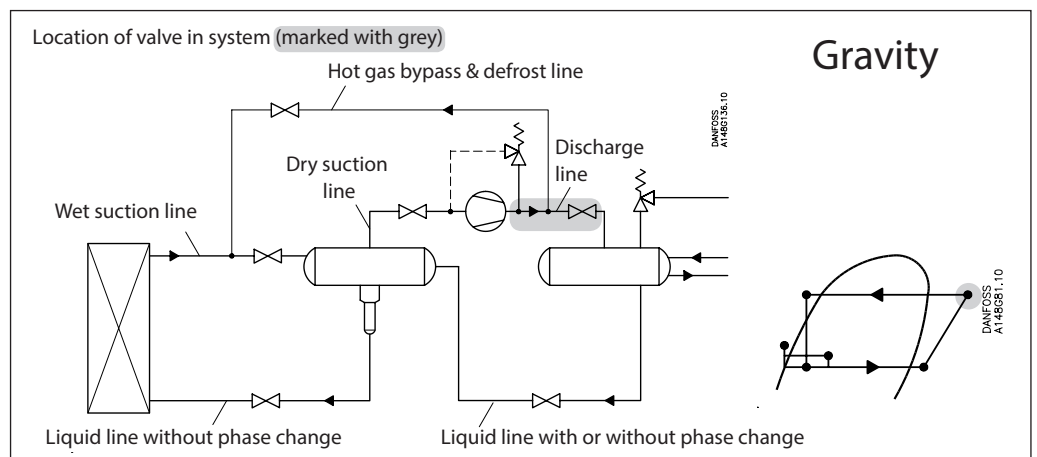 Location of valve in system (marked with grey)
Gravity
Hot gas bypass & defrost line
DANFOSS
A148G136.10
Discharge
line
Dry suction
line
Wet suction line
DANFOSS
A148G81.10
Liquid line without phase change
Liquid line with or without phase change